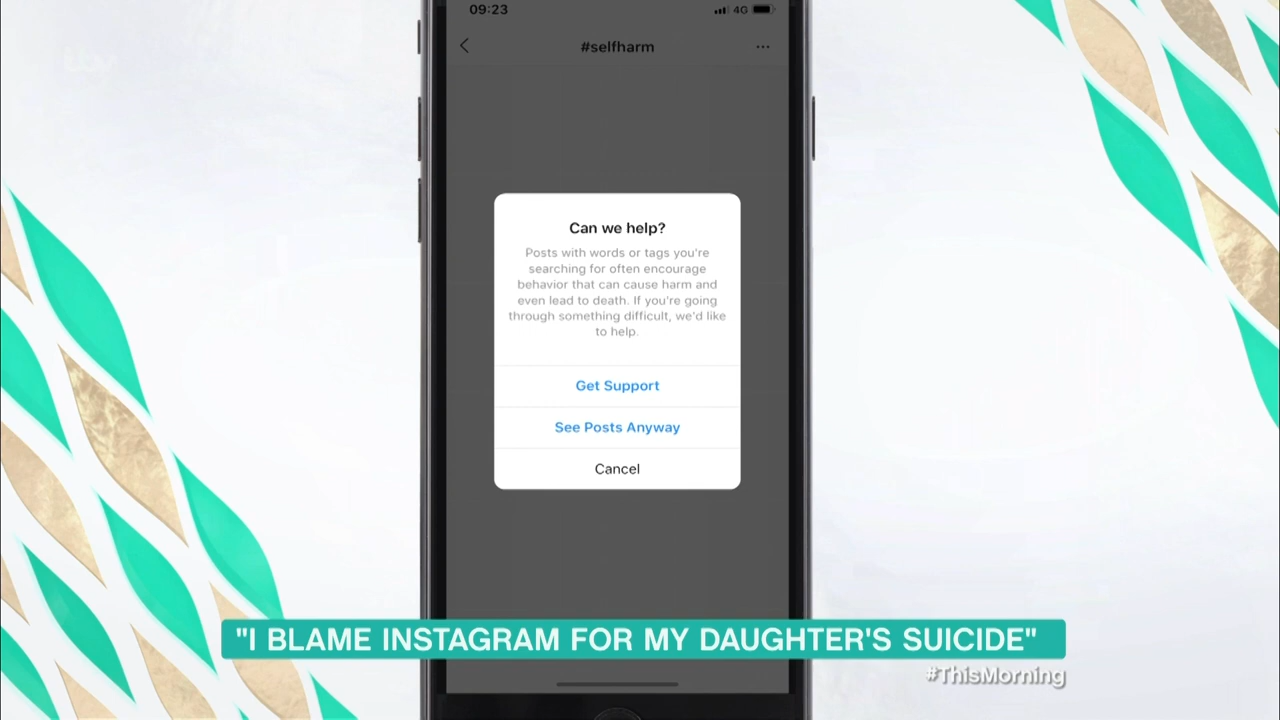 09:23
4G
#selfharm
Can we help?
Posts with words or tags you're
searching for often encourage
behavior that can cause harm and
even lead to death. If you're going
through something difficult, we'd like
to help.
Get Support
See Posts Anyway
Cancel
itv
"I BLAME INSTAGRAM FOR MY DAUGHTER'S SUICIDE"
#ThisMorning